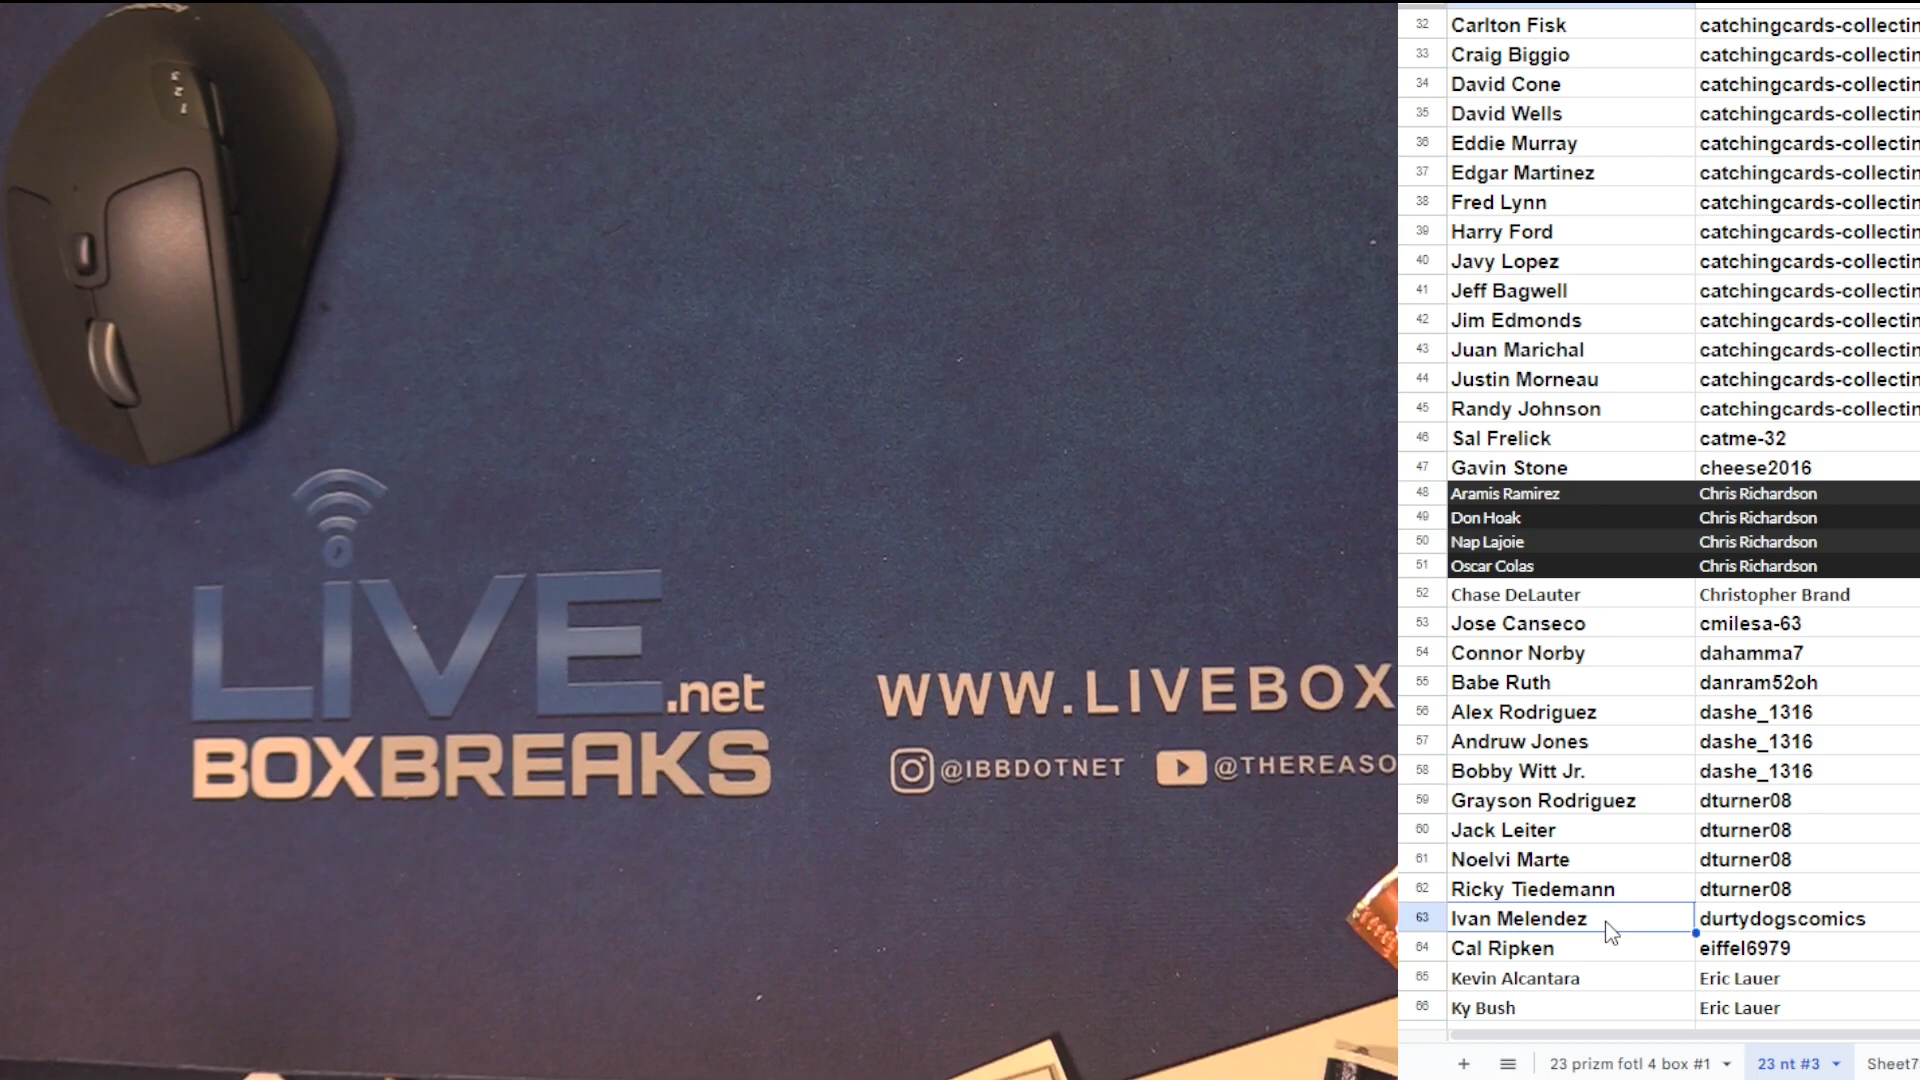 3
2
1
LiVE.net
BOXBREAKS
WWW.LIVEBOX
@IBBDOTNET @THEREASO
32 Carlton Fisk catchingcards-collectin
33 Craig Biggio catchingcards-collectin
34 David Cone catchingcards-collectin
35 David Wells catchingcards-collectin
36 Eddie Murray catchingcards-collectin
37 Edgar Martinez catchingcards-collectin
38 Fred Lynn catchingcards-collectin
39 Harry Ford catchingcards-collectin
40 Javy Lopez catchingcards-collectin
41 Jeff Bagwell catchingcards-collectin
42 Jim Edmonds catchingcards-collectin
43 Juan Marichal catchingcards-collectin
44 Justin Morneau catchingcards-collectin
45 Randy Johnson catchingcards-collectin
46 Sal Frelick catme-32
47 Gavin Stone cheese2016
48 Aramis Ramirez Chris Richardson
49 Don Hoak Chris Richardson
50 Nap Lajoie Chris Richardson
51 Oscar Colas Chris Richardson
52 Chase DeLauter Christopher Brand
53 Jose Canseco cmilesa-63
54 Connor Norby dahamma7
55 Babe Ruth danram52oh
56 Alex Rodriguez dashe_1316
57 Andruw Jones dashe_1316
58 Bobby Witt Jr. dashe_1316
59 Grayson Rodriguez dturner08
60 Jack Leiter dturner08
61 Noelvi Marte dturner08
62 Ricky Tiedemann dturner08
63 Ivan Melendez durtydogscomics
64 Cal Ripken eiffel6979
65 Kevin Alcantara Eric Lauer
66 Ky Bush Eric Lauer
23 prizm fotl 4 box #1 23 nt #3 Sheet7